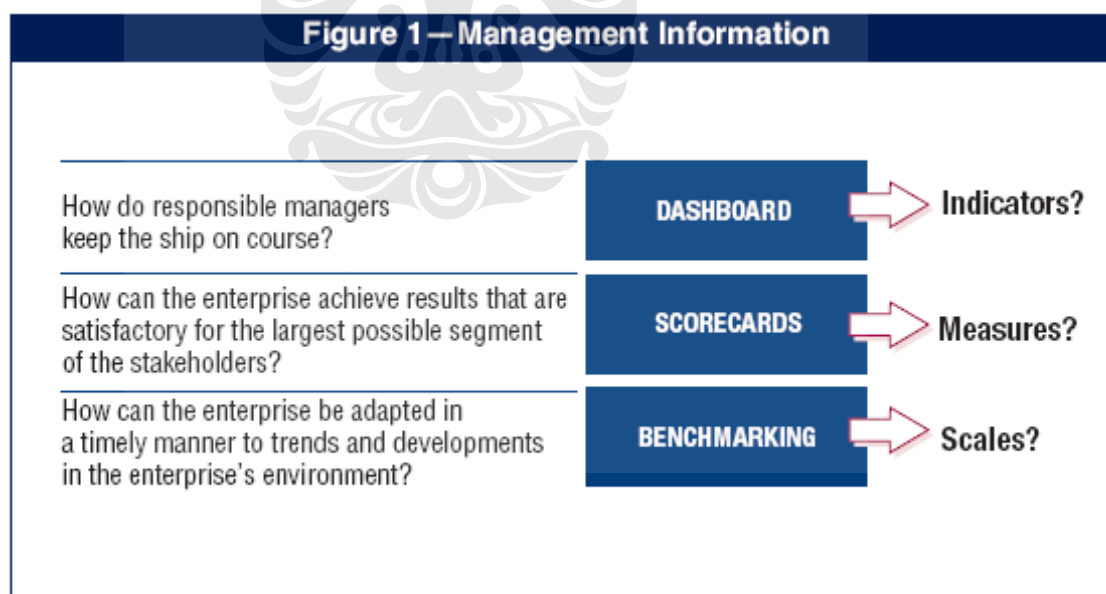 Figure 1—Management Information
How do responsible managers
keep the ship on course?
DASHBOARD
Indicators?
How can the enterprise achieve results that are
satisfactory for the largest possible segment
of the stakeholders?
SCORECARDS
Measures?
How can the enterprise be adapted in
a timely manner to trends and developments
in the enterprise's environment?
BENCHMARKING
Scales?